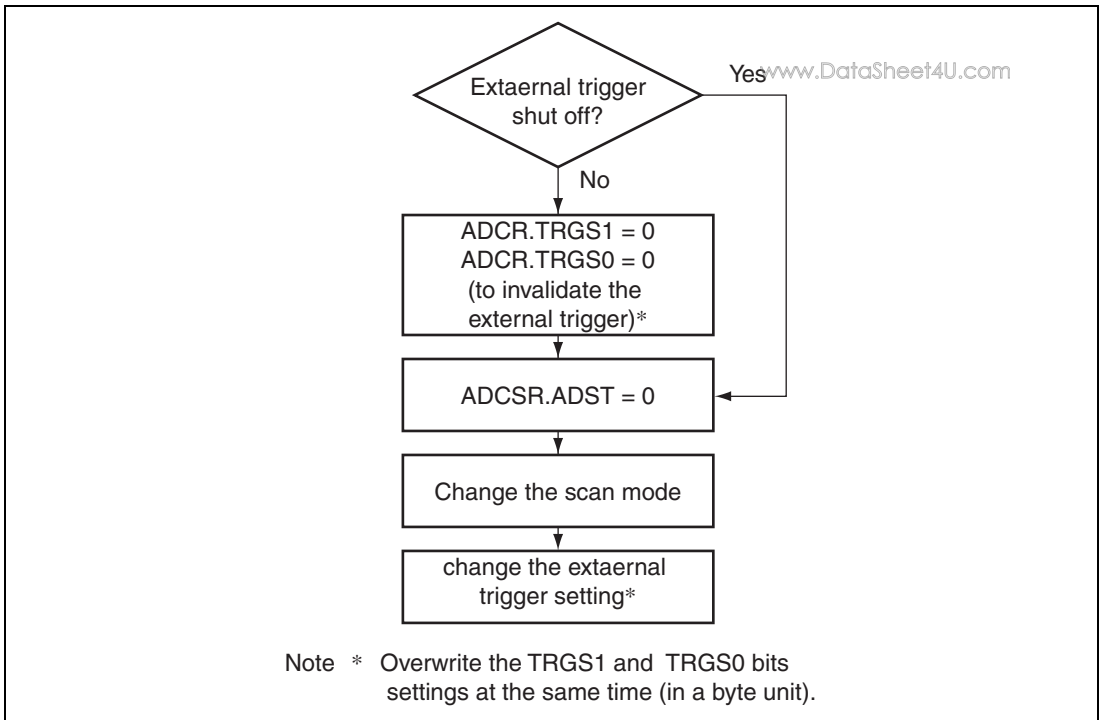 Extaernal trigger
shut off?
Yes
www.DataSheet4U.com
No
ADCR.TRGS1 = 0
ADCR.TRGS0 = 0
(to invalidate the
external trigger)*
ADCSR.ADST = 0
Change the scan mode
change the extaernal
trigger setting*
Note * Overwrite the TRGS1 and TRGS0 bits
settings at the same time (in a byte unit).